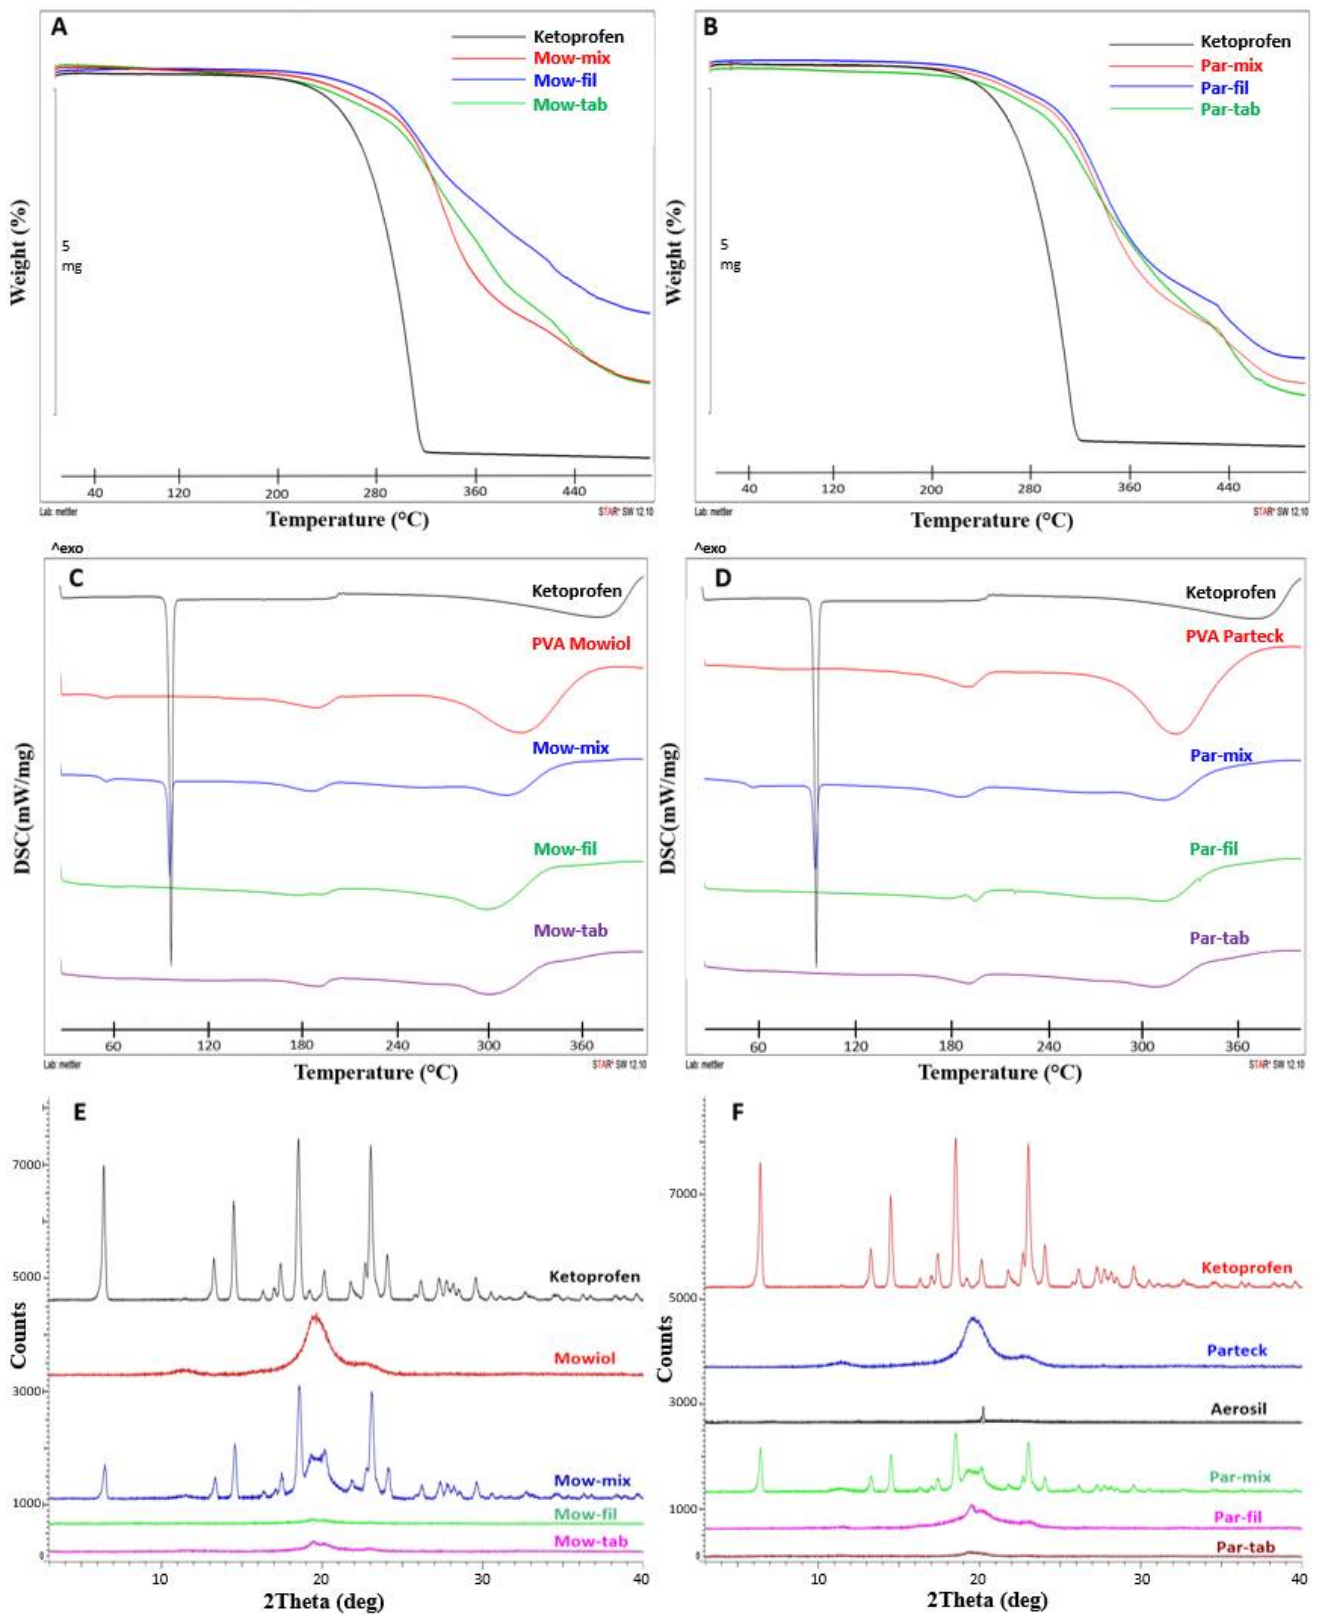 A
Ketoprofen
Mow-mix
Mow-fil
Mow-tab
Weight (%)
5
mg
40 120 200 280 360 440
Lab: mettler
STAR* SW 12.10
Temperature (°C)
B
Ketoprofen
Par-mix
Par-fil
Par-tab
Weight (%)
5
mg
40 120 200 280 360 440
Lab: mettler
STAR* SW 12.10
Temperature (°C)
^exo
C
Ketoprofen
PVA Mowiol
Mow-mix
Mow-fil
Mow-tab
DSC(mW/mg)
60 120 180 240 300 360
Lab: mettler
STAR* SW 12.10
Temperature (°C)
^exo
D
Ketoprofen
PVA Parteck
Par-mix
Par-fil
Par-tab
DSC(mW/mg)
60 120 180 240 300 360
Lab: mettler
STAR* SW 12.10
Temperature (°C)
E
7000
5000
3000
1000
0
Counts
Ketoprofen
Mowiol
Mow-mix
Mow-fil
Mow-tab
10 20 30 40
2Theta (deg)
F
7000
5000
3000
1000
0
Counts
Ketoprofen
Parteck
Aerosil
Par-mix
Par-fil
Par-tab
10 20 30 40
2Theta (deg)